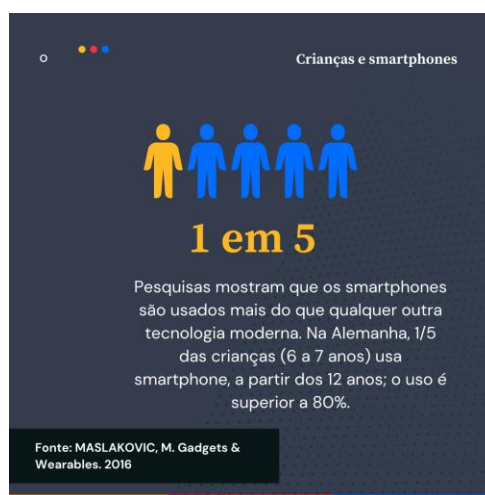 Crianças e smartphones
1 em 5
Pesquisas mostram que os smartphones
são usados mais do que qualquer outra
tecnologia moderna. Na Alemanha, 1/5
das crianças (6 a 7 anos) usa
smartphone, a partir dos 12 anos; o uso é
superior a 80%.
Fonte: MASLAKOVIC, M. Gadgets &
Wearables. 2016